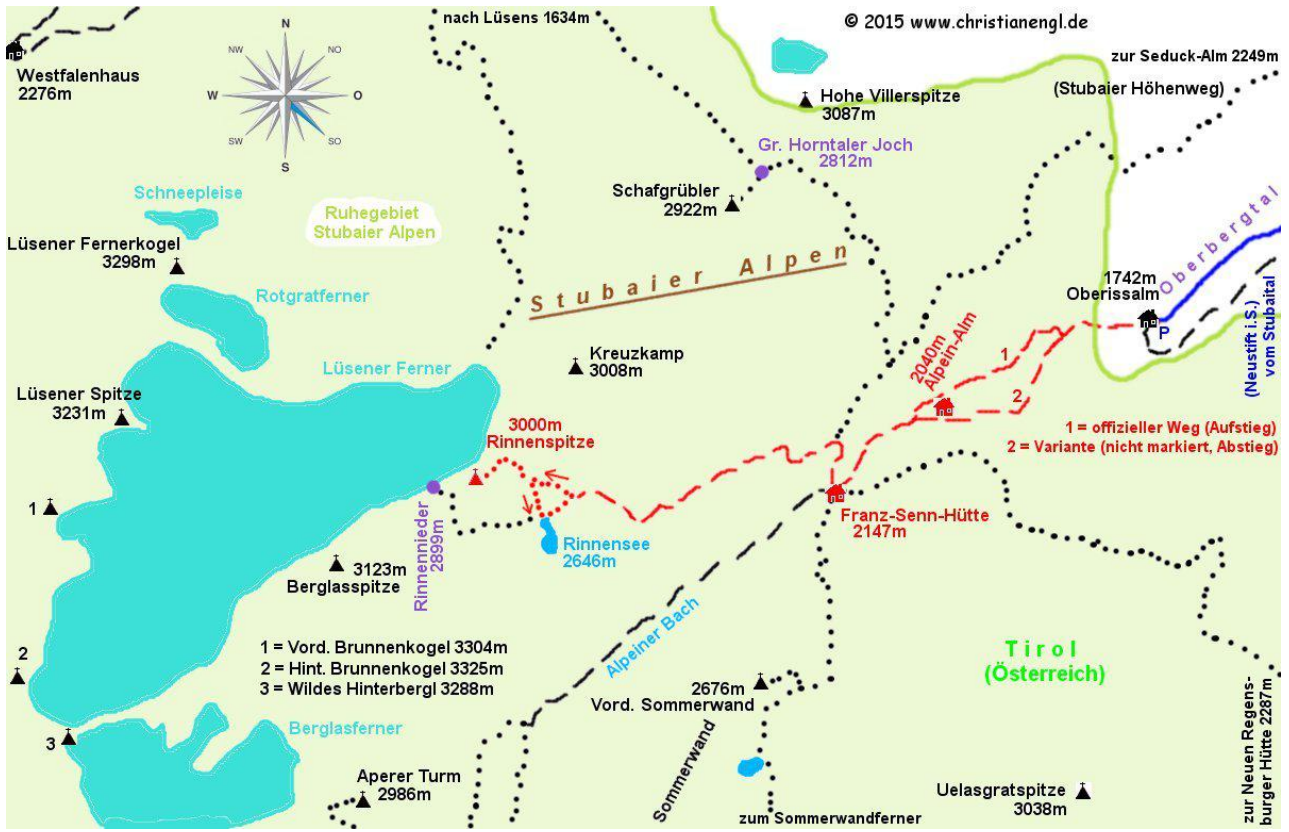 nach Lüsens 1634m
© 2015 www.christianengl.de
N
NW
NO
W
O
SW
SO
S
Westfalenhaus
2276m
zur Seduck-Alm 2249m
(Stubaier Höhenweg)
Hohe Villerspitze
3087m
Gr. Horntaler Joch
2812m
Schafgrübler
2922m
Schneepleise
Ruhegebiet
Stubaier Alpen
Lüsener Fernerkogel
3298m
Rotgratferner
Stubaier Alpen
Oberbergtal
1742m
Oberissalm
P
(Neustift i.S.)
vom Stubaital
Kreuzkamp
3008m
Lüsener Ferner
2040m
Alpein-Alm
1
2
Lüsener Spitze
3231m
3000m
Rinnenspitze
1 = offizieller Weg (Aufstieg)
2 = Variante (nicht markiert, Abstieg)
1
Franz-Senn-Hütte
2147m
Rinnennieder
2899m
Rinnensee
2646m
3123m
Berglasspitze
Alpeiner Bach
1 = Vord. Brunnenkogel 3304m
2 = Hint. Brunnenkogel 3325m
3 = Wildes Hinterbergl 3288m
2
Tirol
(Österreich)
2676m
Vord. Sommerwand
Sommerwand
Berglasferner
3
Aperer Turm
2986m
Uelasgratspitze
3038m
zum Sommerwandferner
zur Neuen Regens-
burger Hütte 2287m